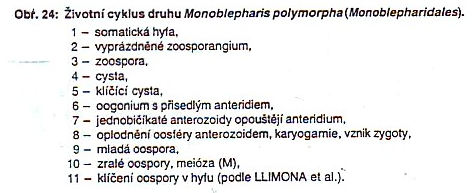 Obř. 24: Životní cyklus druhu Monoblepharis polymorpha (Monoblepharidales).
1 – somatická hyfa,
2 – vyprázdněné zoosporangium,
3 – zoospora,
4 – cysta,
5 – klíčící cysta,
6 – oogonium s přisedlým anteridiem,
7 – jednobičíkaté anterozoidy opouštějí anteridium,
8 – oplodnění oosféry anterozoidem, karyogamie, vznik zygoty,
9 – mladá oospora,
10 – zralé oospory, meióza (M),
11 – klíčení oospory v hyfu (podle LLIMONA et al.).